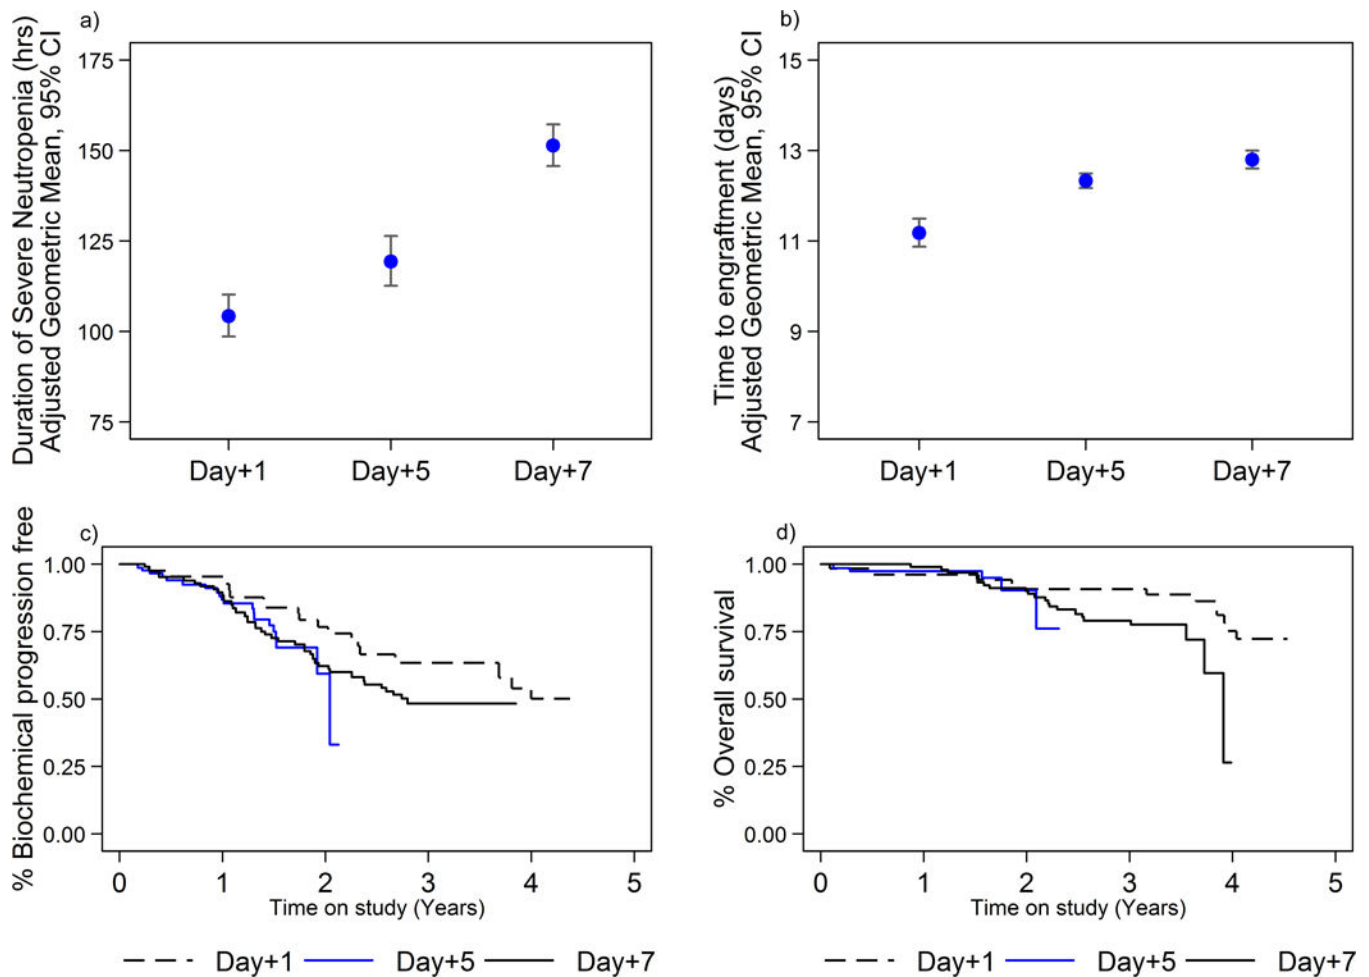 a)
Duration of Severe Neutropenia (hrs)
Adjusted Geometric Mean, 95% CI
175
150
125
100
75
Day+1 Day+5 Day+7
b)
Time to engraftment (days)
Adjusted Geometric Mean, 95% CI
15
13
11
9
7
Day+1 Day+5 Day+7
c)
% Biochemical progression free
1.00
0.75
0.50
0.25
0.00
0 1 2 3 4 5
Time on study (Years)
d)
% Overall survival
1.00
0.75
0.50
0.25
0.00
0 1 2 3 4 5
Time on study (Years)
Day+1 Day+5 Day+7
Day+1 Day+5 Day+7